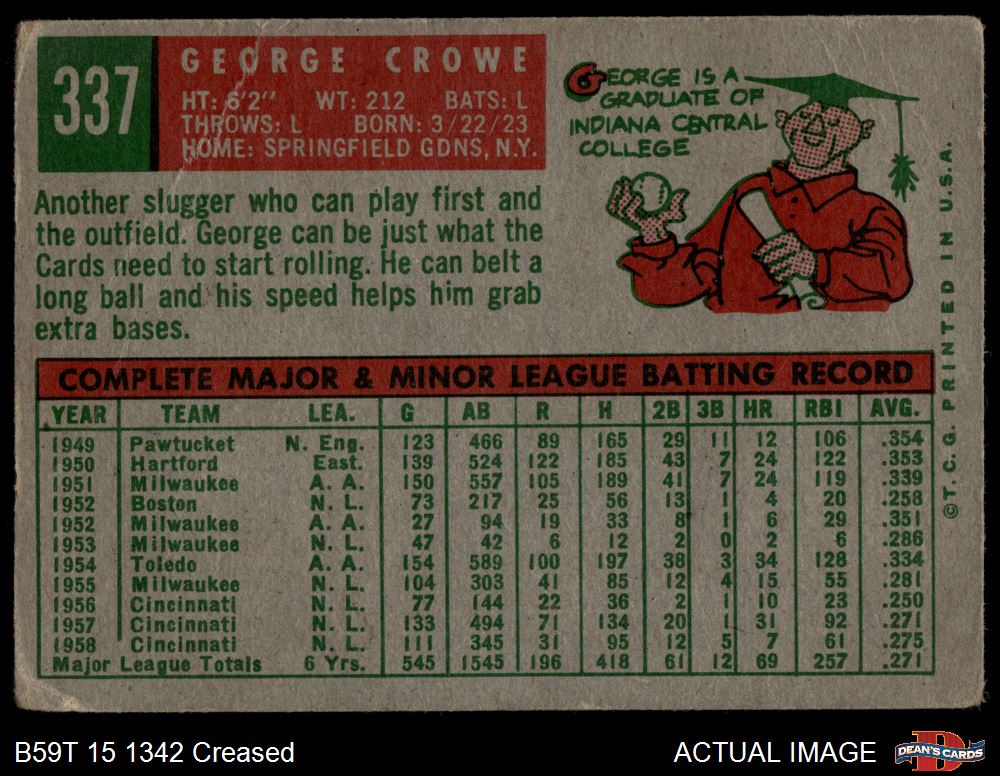 337
GEORGE CROWE
HT: 6'2" WT: 212 BATS: L
THROWS: L BORN: 3/22/23
HOME: SPRINGFIELD GDNS, N.Y.
GEORGE IS A
GRADUATE OF
INDIANA CENTRAL
COLLEGE
Another slugger who can play first and
the outfield. George can be just what the
Cards need to start rolling. He can belt a
long ball and his speed helps him grab
extra bases.
COMPLETE MAJOR & MINOR LEAGUE BATTING RECORD
YEAR TEAM LEA. G AB R H 2B 3B HR RBI AVG.
1949 Pawtucket N. Eng. 123 466 89 165 29 11 12 106 .354
1950 Hartford East. 139 524 122 185 43 7 24 122 .353
1951 Milwaukee A. A. 150 557 105 189 41 7 24 119 .339
1952 Boston N. L. 73 217 25 56 13 1 4 20 .258
1952 Milwaukee A. A. 27 94 19 33 8 1 6 29 .351
1953 Milwaukee N. L. 47 42 6 12 2 0 2 6 .286
1954 Toledo A. A. 154 589 100 197 38 3 34 128 .334
1955 Milwaukee N. L. 104 303 41 85 12 4 15 55 .281
1956 Cincinnati N. L. 77 144 22 36 2 1 10 23 .250
1957 Cincinnati N. L. 133 494 71 134 20 1 31 92 .271
1958 Cincinnati N. L. 111 345 31 95 12 5 7 61 .275
Major League Totals 6 Yrs. 545 1545 196 418 61 12 69 257 .271
©T. C. G. PRINTED IN U.S.A.
B59T 15 1342 Creased
ACTUAL IMAGE
DEAN'S CARDS